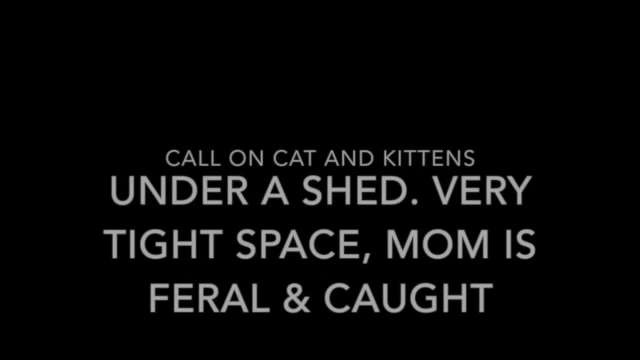 CALL ON CAT AND KITTENS
UNDER A SHED. VERY
TIGHT SPACE, MOM IS
FERAL & CAUGHT